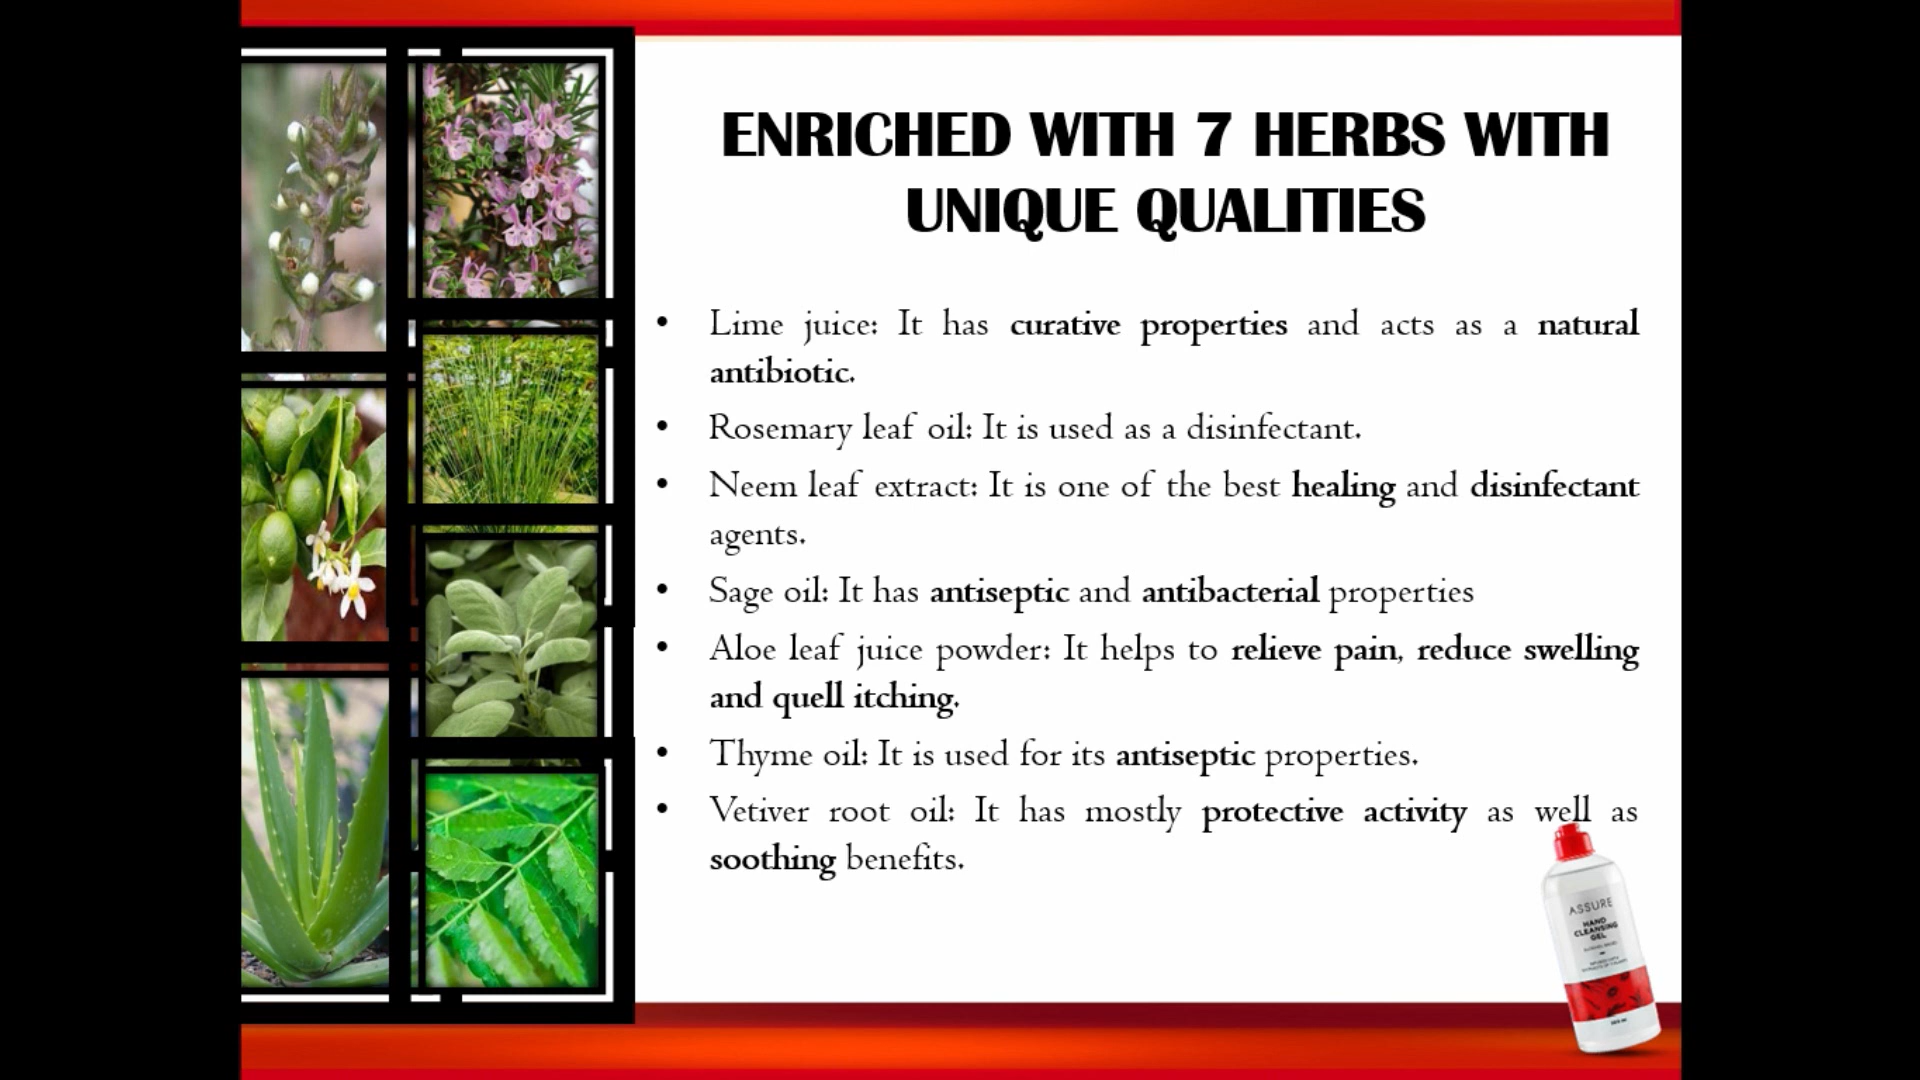 ENRICHED WITH 7 HERBS WITH
UNIQUE QUALITIES
• Lime juice: It has curative properties and acts as a natural
antibiotic.
• Rosemary leaf oil: It is used as a disinfectant.
• Neem leaf extract: It is one of the best healing and disinfectant
agents.
• Sage oil: It has antiseptic and antibacterial properties
• Aloe leaf juice powder: It helps to relieve pain, reduce swelling
and quell itching.
• Thyme oil: It is used for its antiseptic properties.
• Vetiver root oil: It has mostly protective activity as well as
soothing benefits.
ASSURE
HAND
CLEANSING
GEL